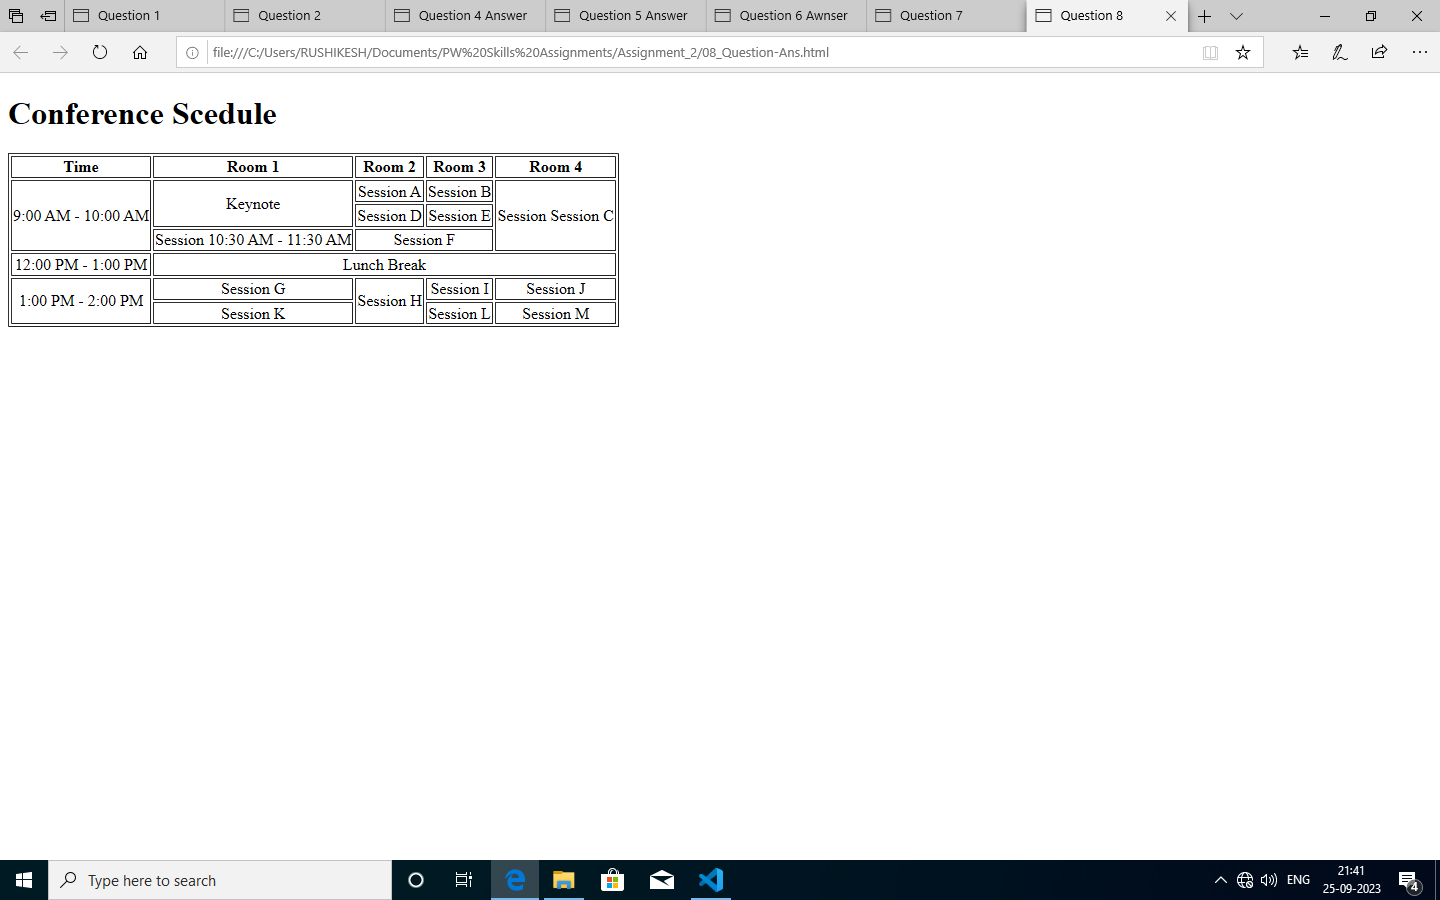 Question 1 Question 2 Question 4 Answer Question 5 Answer Question 6 Awnser Question 7 Question 8
file:///C:/Users/RUSHIKESH/Documents/PW%20Skills%20Assignments/Assignment_2/08_Question-Ans.html
Conference Scedule
Time Room 1 Room 2 Room 3 Room 4
9:00 AM - 10:00 AM Keynote Session A Session B Session Session C
Session D Session E
Session 10:30 AM - 11:30 AM Session F
12:00 PM - 1:00 PM Lunch Break
1:00 PM - 2:00 PM Session G Session H Session I Session J
Session K Session L Session M
Type here to search
ENG
21:41
25-09-2023
4